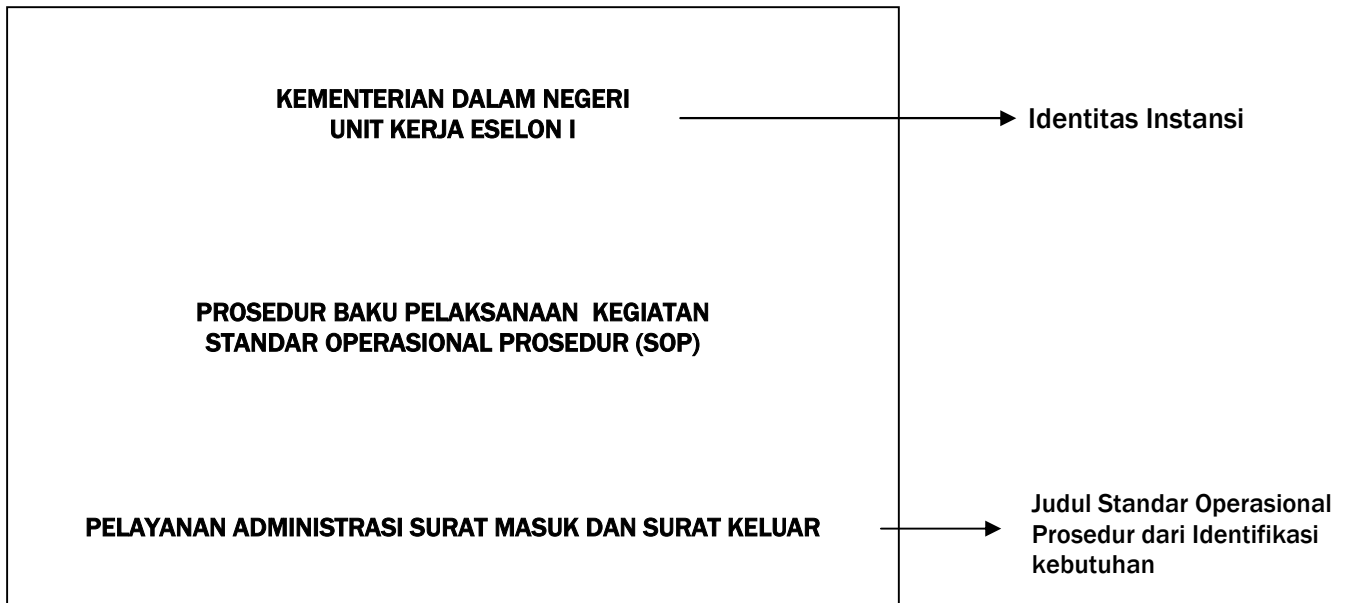 KEMENTERIAN DALAM NEGERI
UNIT KERJA ESELON I
Identitas Instansi
PROSEDUR BAKU PELAKSANAAN KEGIATAN
STANDAR OPERASIONAL PROSEDUR (SOP)
PELAYANAN ADMINISTRASI SURAT MASUK DAN SURAT KELUAR
Judul Standar Operasional
Prosedur dari Identifikasi
kebutuhan